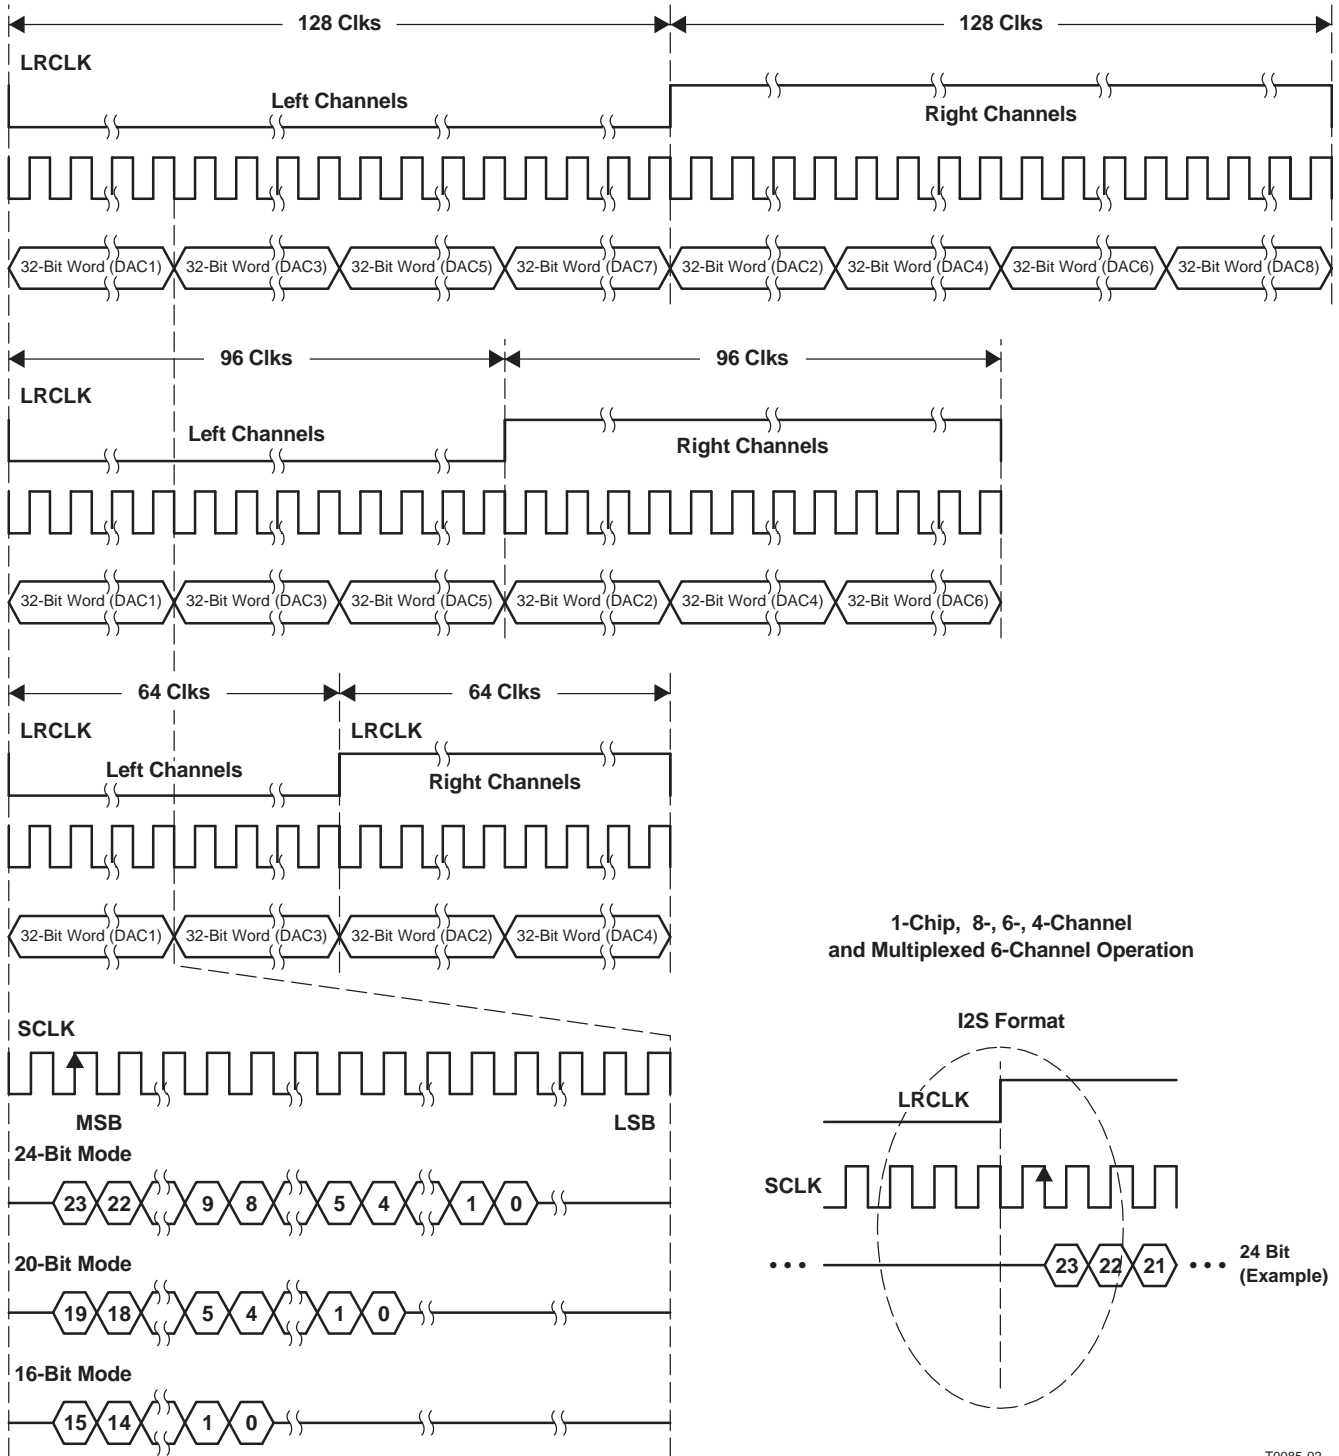 128 Clks 128 Clks
LRCLK
Left Channels
Right Channels
32-Bit Word (DAC1) 32-Bit Word (DAC3) 32-Bit Word (DAC5) 32-Bit Word (DAC7) 32-Bit Word (DAC2) 32-Bit Word (DAC4) 32-Bit Word (DAC6) 32-Bit Word (DAC8)
96 Clks 96 Clks
LRCLK
Left Channels
Right Channels
32-Bit Word (DAC1) 32-Bit Word (DAC3) 32-Bit Word (DAC5) 32-Bit Word (DAC2) 32-Bit Word (DAC4) 32-Bit Word (DAC6)
64 Clks 64 Clks
LRCLK LRCLK
Left Channels
Right Channels
32-Bit Word (DAC1) 32-Bit Word (DAC3) 32-Bit Word (DAC2) 32-Bit Word (DAC4)
SCLK
MSB LSB
24-Bit Mode
23 22 9 8 5 4 1 0
20-Bit Mode
19 18 5 4 1 0
16-Bit Mode
15 14 1 0
1-Chip, 8-, 6-, 4-Channel
and Multiplexed 6-Channel Operation
I2S Format
LRCLK
SCLK
• • • 23 22 21 • • • 24 Bit
(Example)
T0085-02